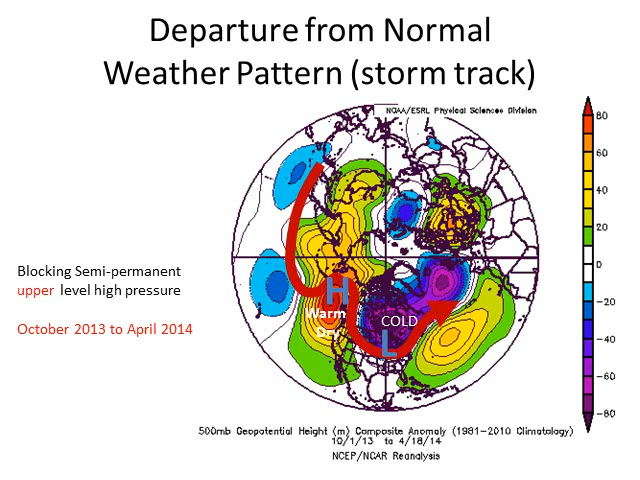 Departure from Normal
Weather Pattern (storm track)
NOAA/ESRL Physical Sciences Division
Blocking Semi-permanent
upper level high pressure
October 2013 to April 2014
H
Warm
Dry
COLD
L
80
60
40
20
0
-20
-40
-60
-80
500mb Geopotential Height (m) Composite Anomaly (1981-2010 Climatology)
10/1/13 to 4/18/14
NCEP/NCAR Reanalysis